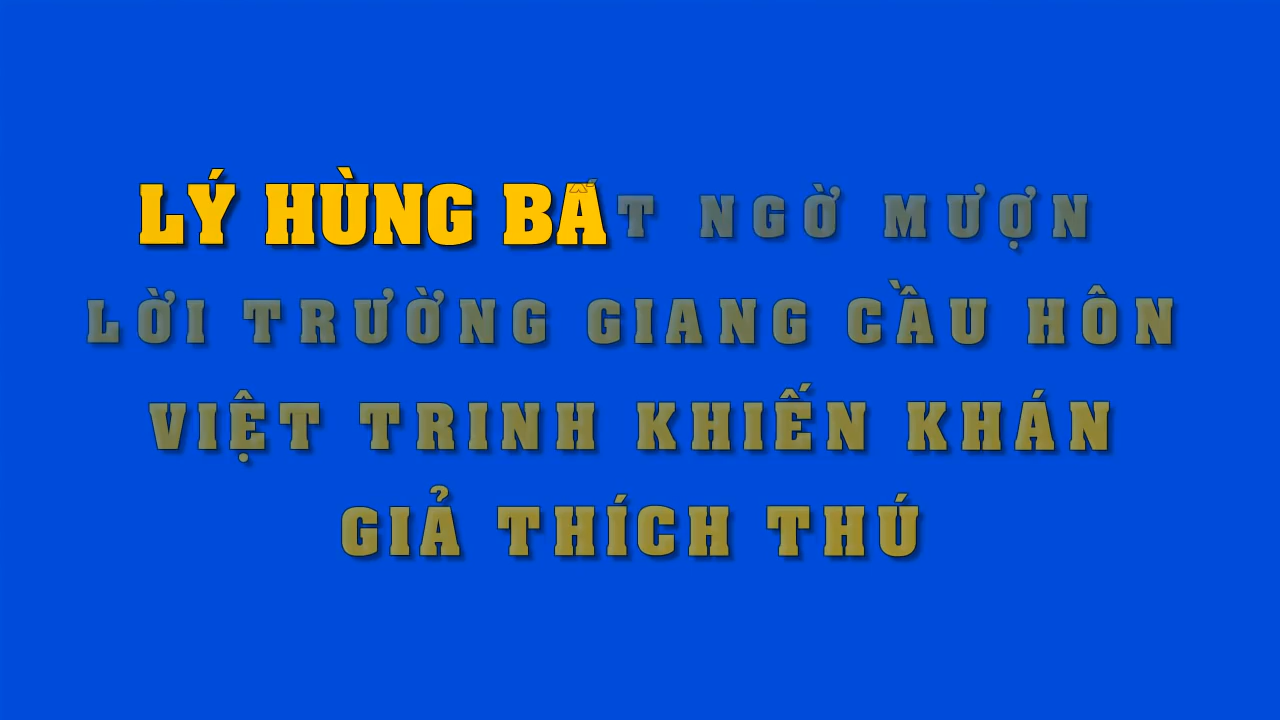 LÝ HÙNG BẤT NGỜ MƯỢN
LỜI TRƯỜNG GIANG CẦU HÔN
VIỆT TRINH KHIẾN KHÁN
GIẢ THÍCH THÚ